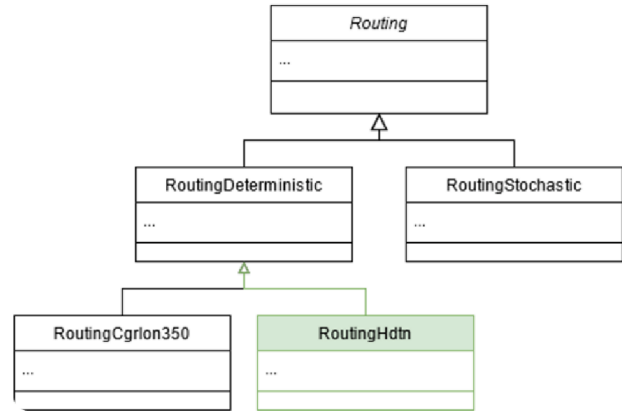 Routing
...
RoutingDeterministic
...
RoutingStochastic
...
RoutingCgrIon350
...
RoutingHdtn
...